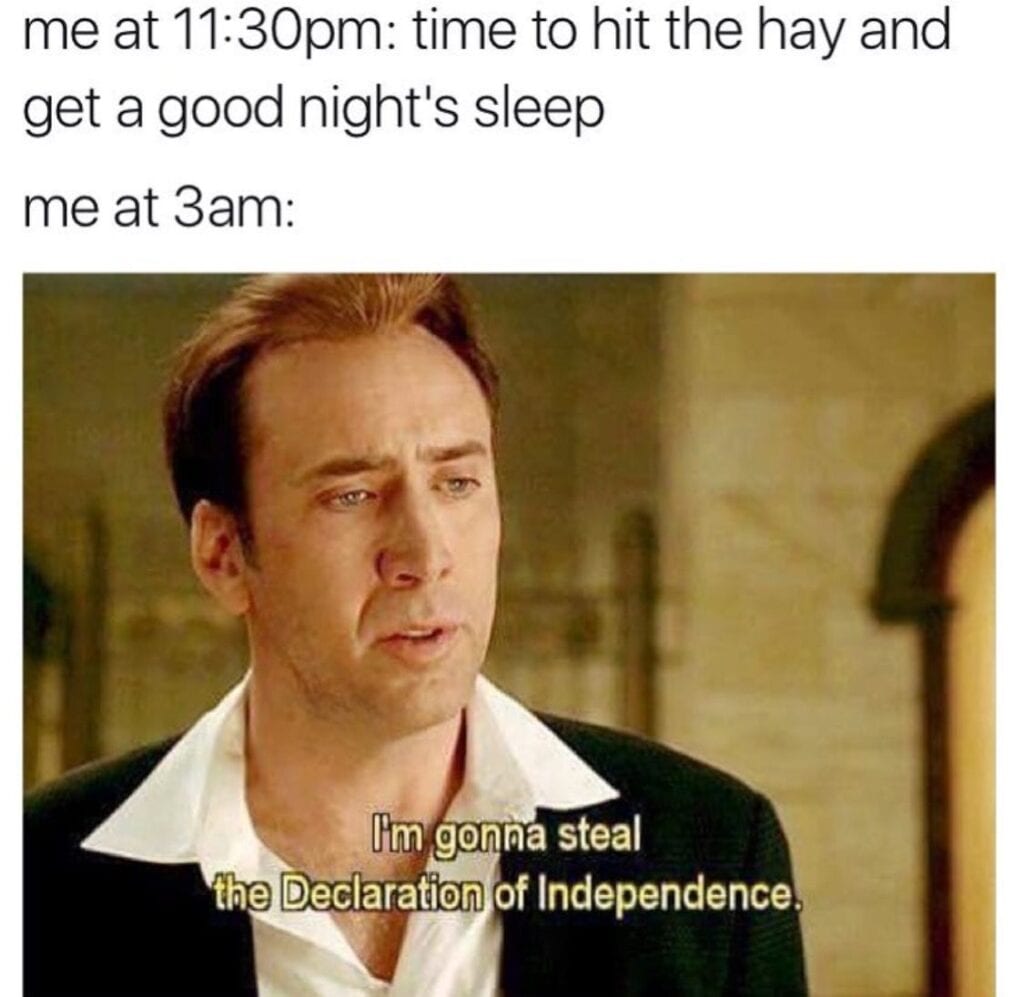 me at 11:30pm: time to hit the hay and
get a good night's sleep
me at 3am:
I'm gonna steal
the Declaration of Independence.